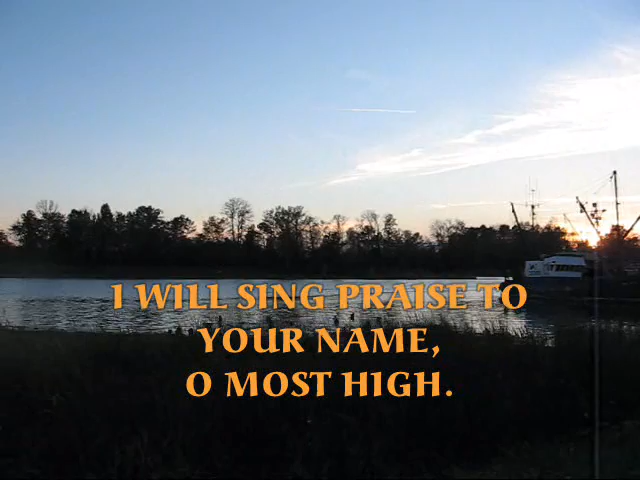 I WILL SING PRAISE TO
YOUR NAME,
O MOST HIGH.